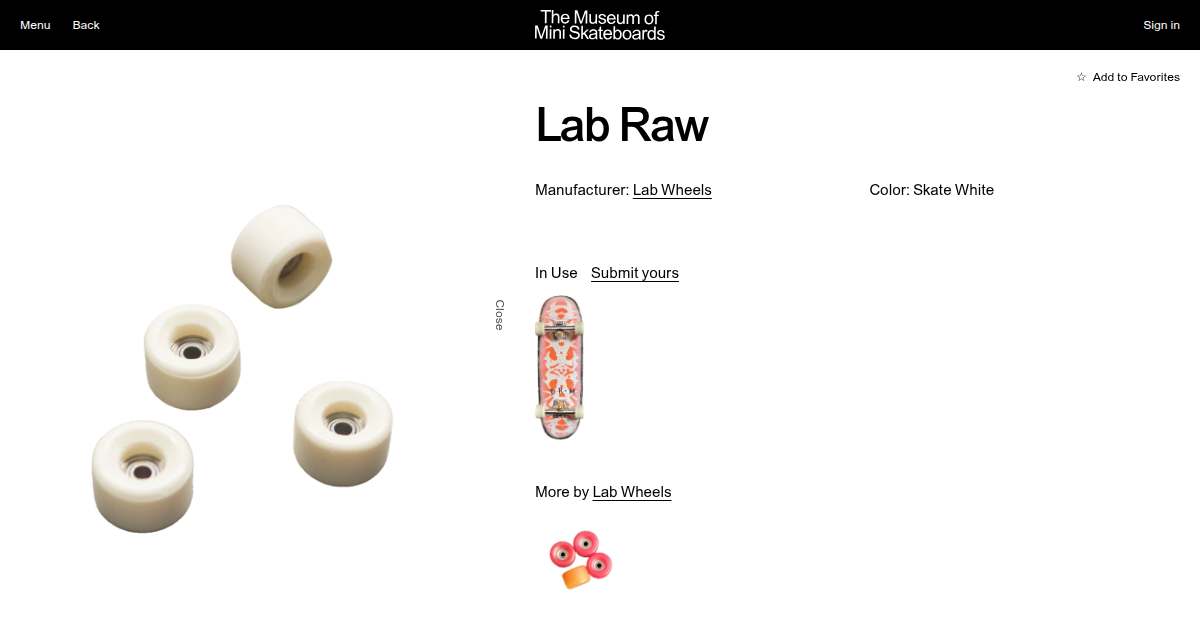 Menu
Back
The Museum of
Mini Skateboards
Sign in
☆ Add to Favorites
Lab Raw
Manufacturer: Lab Wheels
Color: Skate White
In Use
Submit yours
Close
More by Lab Wheels